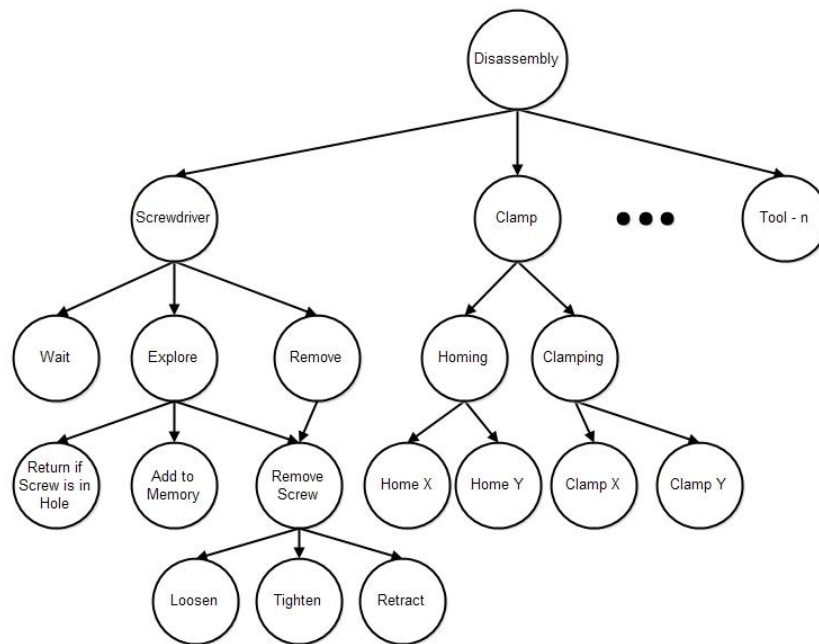 Disassembly
Screwdriver
Clamp
Tool - n
Wait
Explore
Remove
Homing
Clamping
Return if
Screw is in
Hole
Add to
Memory
Remove
Screw
Home X
Home Y
Clamp X
Clamp Y
Loosen
Tighten
Retract